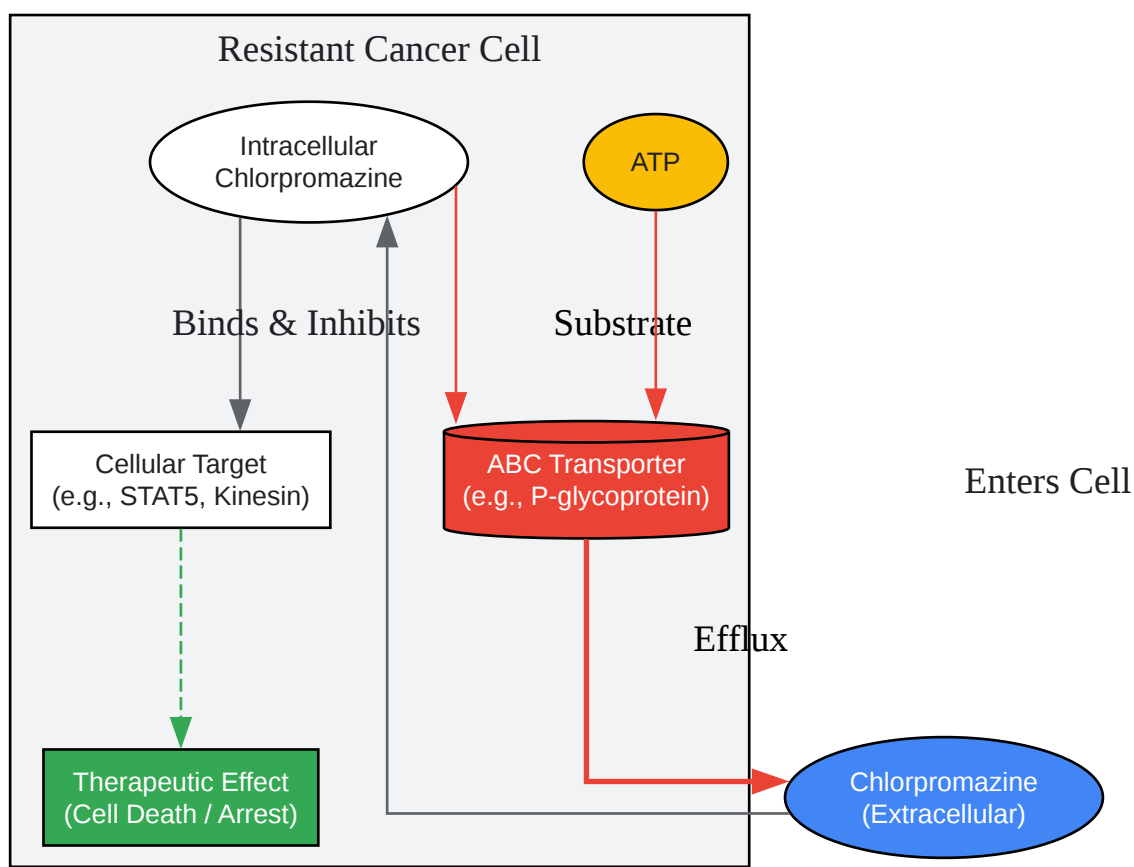 Resistant Cancer Cell
Intracellular
Chlorpromazine
ATP
Binds & Inhibits
Substrate
Cellular Target
(e.g., STAT5, Kinesin)
ABC Transporter
(e.g., P-glycoprotein)
Enters Cell
Efflux
Therapeutic Effect
(Cell Death / Arrest)
Chlorpromazine
(Extracellular)